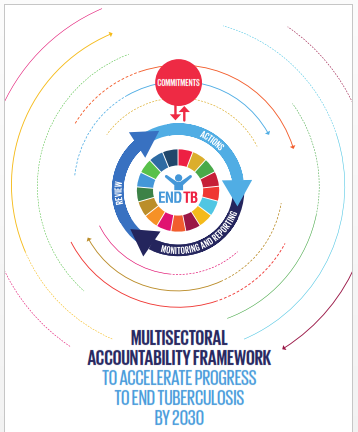 COMMITMENTS
ACTIONS
REVIEW
END TB
MONITORING AND REPORTING
MULTISECTORAL
ACCOUNTABILITY FRAMEWORK
TO ACCELERATE PROGRESS
TO END TUBERCULOSIS
BY 2030